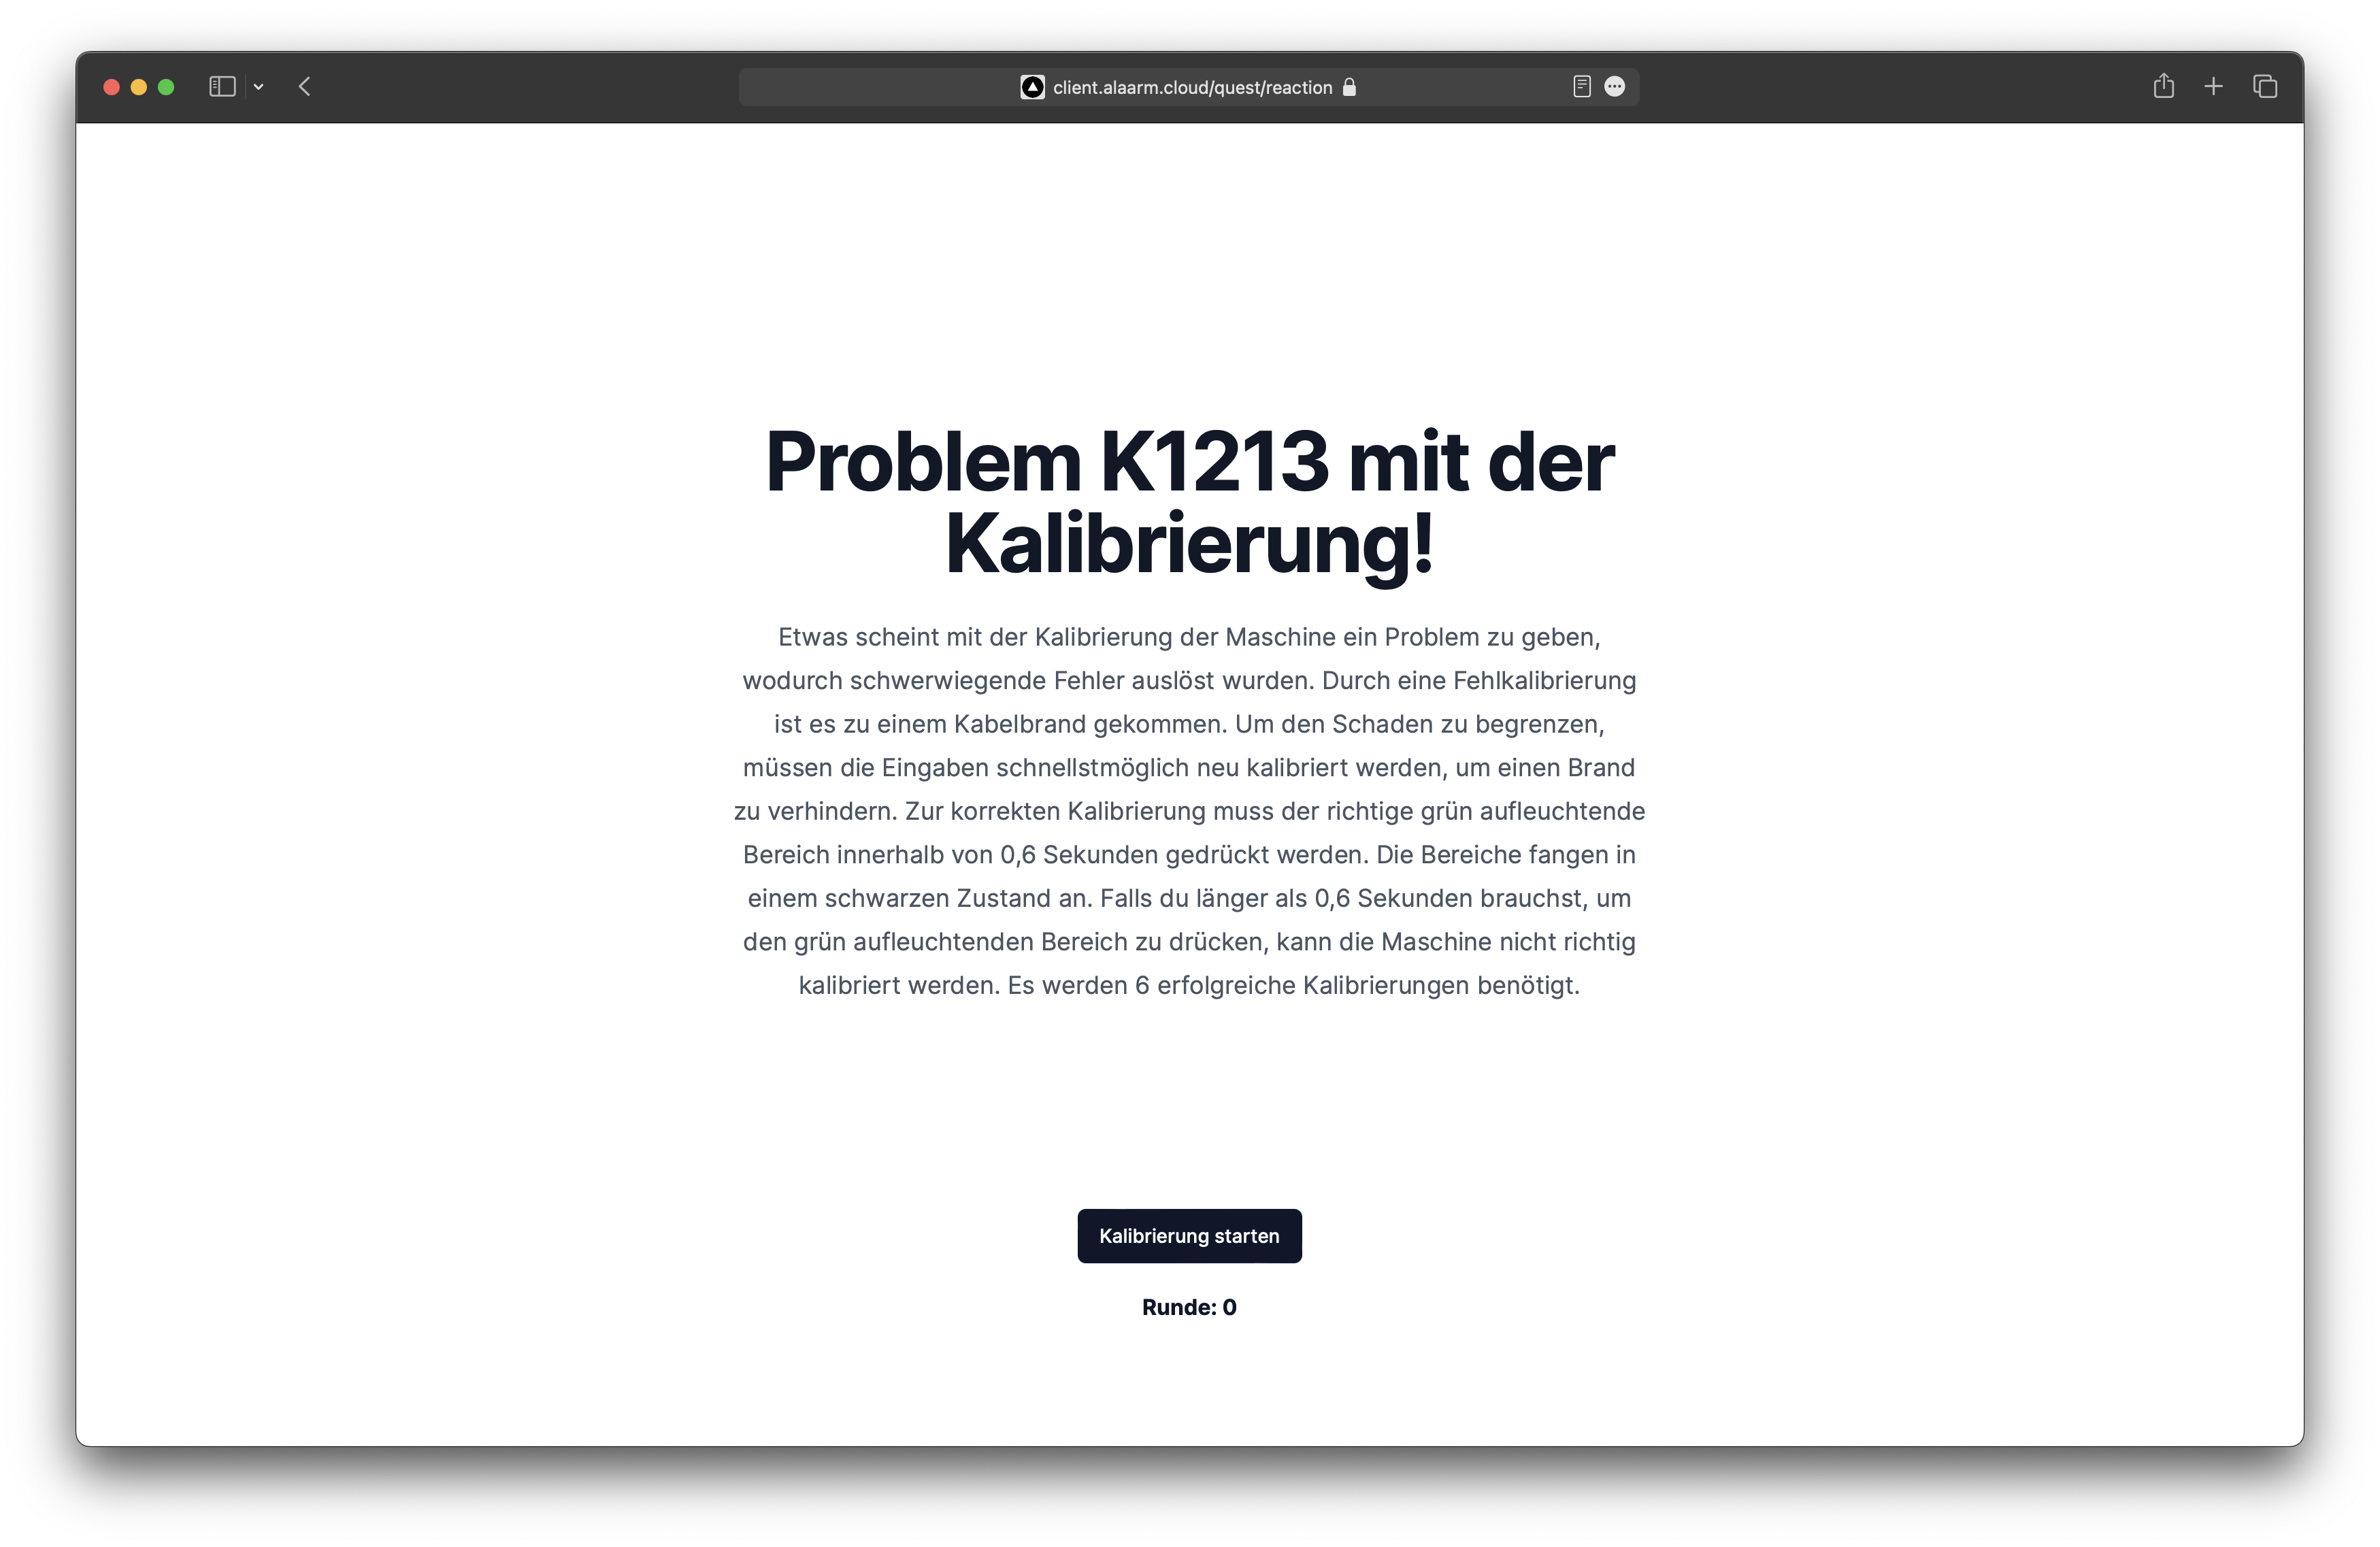 client.alaarm.cloud/quest/reaction
Problem K1213 mit der
Kalibrierung!
Etwas scheint mit der Kalibrierung der Maschine ein Problem zu geben,
wodurch schwerwiegende Fehler auslöst wurden. Durch eine Fehlkalibrierung
ist es zu einem Kabelbrand gekommen. Um den Schaden zu begrenzen,
müssen die Eingaben schnellstmöglich neu kalibriert werden, um einen Brand
zu verhindern. Zur korrekten Kalibrierung muss der richtige grün aufleuchtende
Bereich innerhalb von 0,6 Sekunden gedrückt werden. Die Bereiche fangen in
einem schwarzen Zustand an. Falls du länger als 0,6 Sekunden brauchst, um
den grün aufleuchtenden Bereich zu drücken, kann die Maschine nicht richtig
kalibriert werden. Es werden 6 erfolgreiche Kalibrierungen benötigt.
Kalibrierung starten
Runde: 0